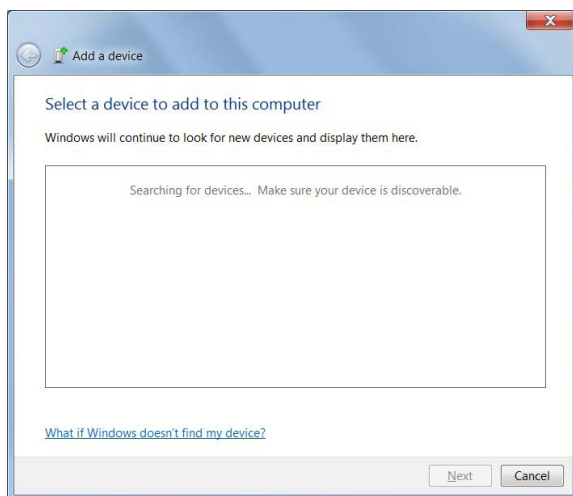 Add a device
Select a device to add to this computer
Windows will continue to look for new devices and display them here.
Searching for devices... Make sure your device is discoverable.
What if Windows doesn't find my device?
Next Cancel